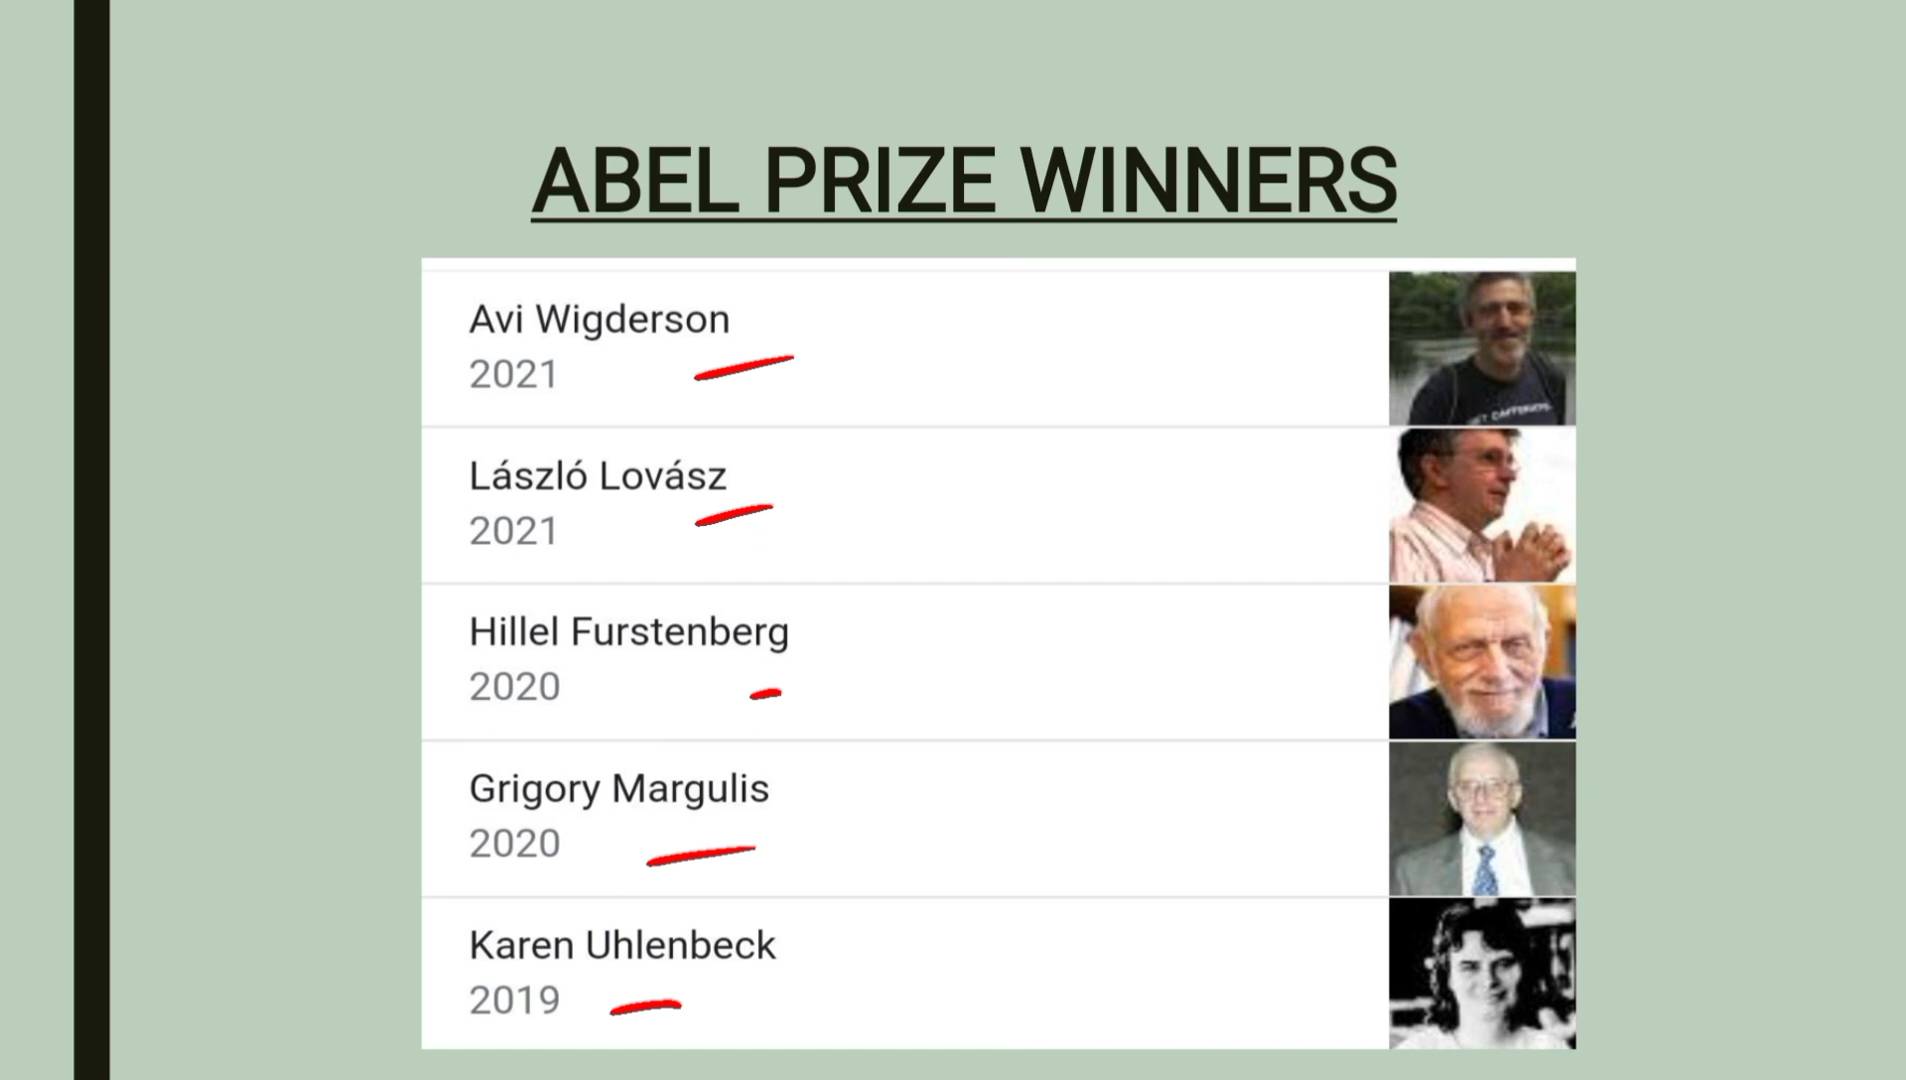 ABEL PRIZE WINNERS
Avi Wigderson
2021
László Lovász
2021
Hillel Furstenberg
2020
Grigory Margulis
2020
Karen Uhlenbeck
2019